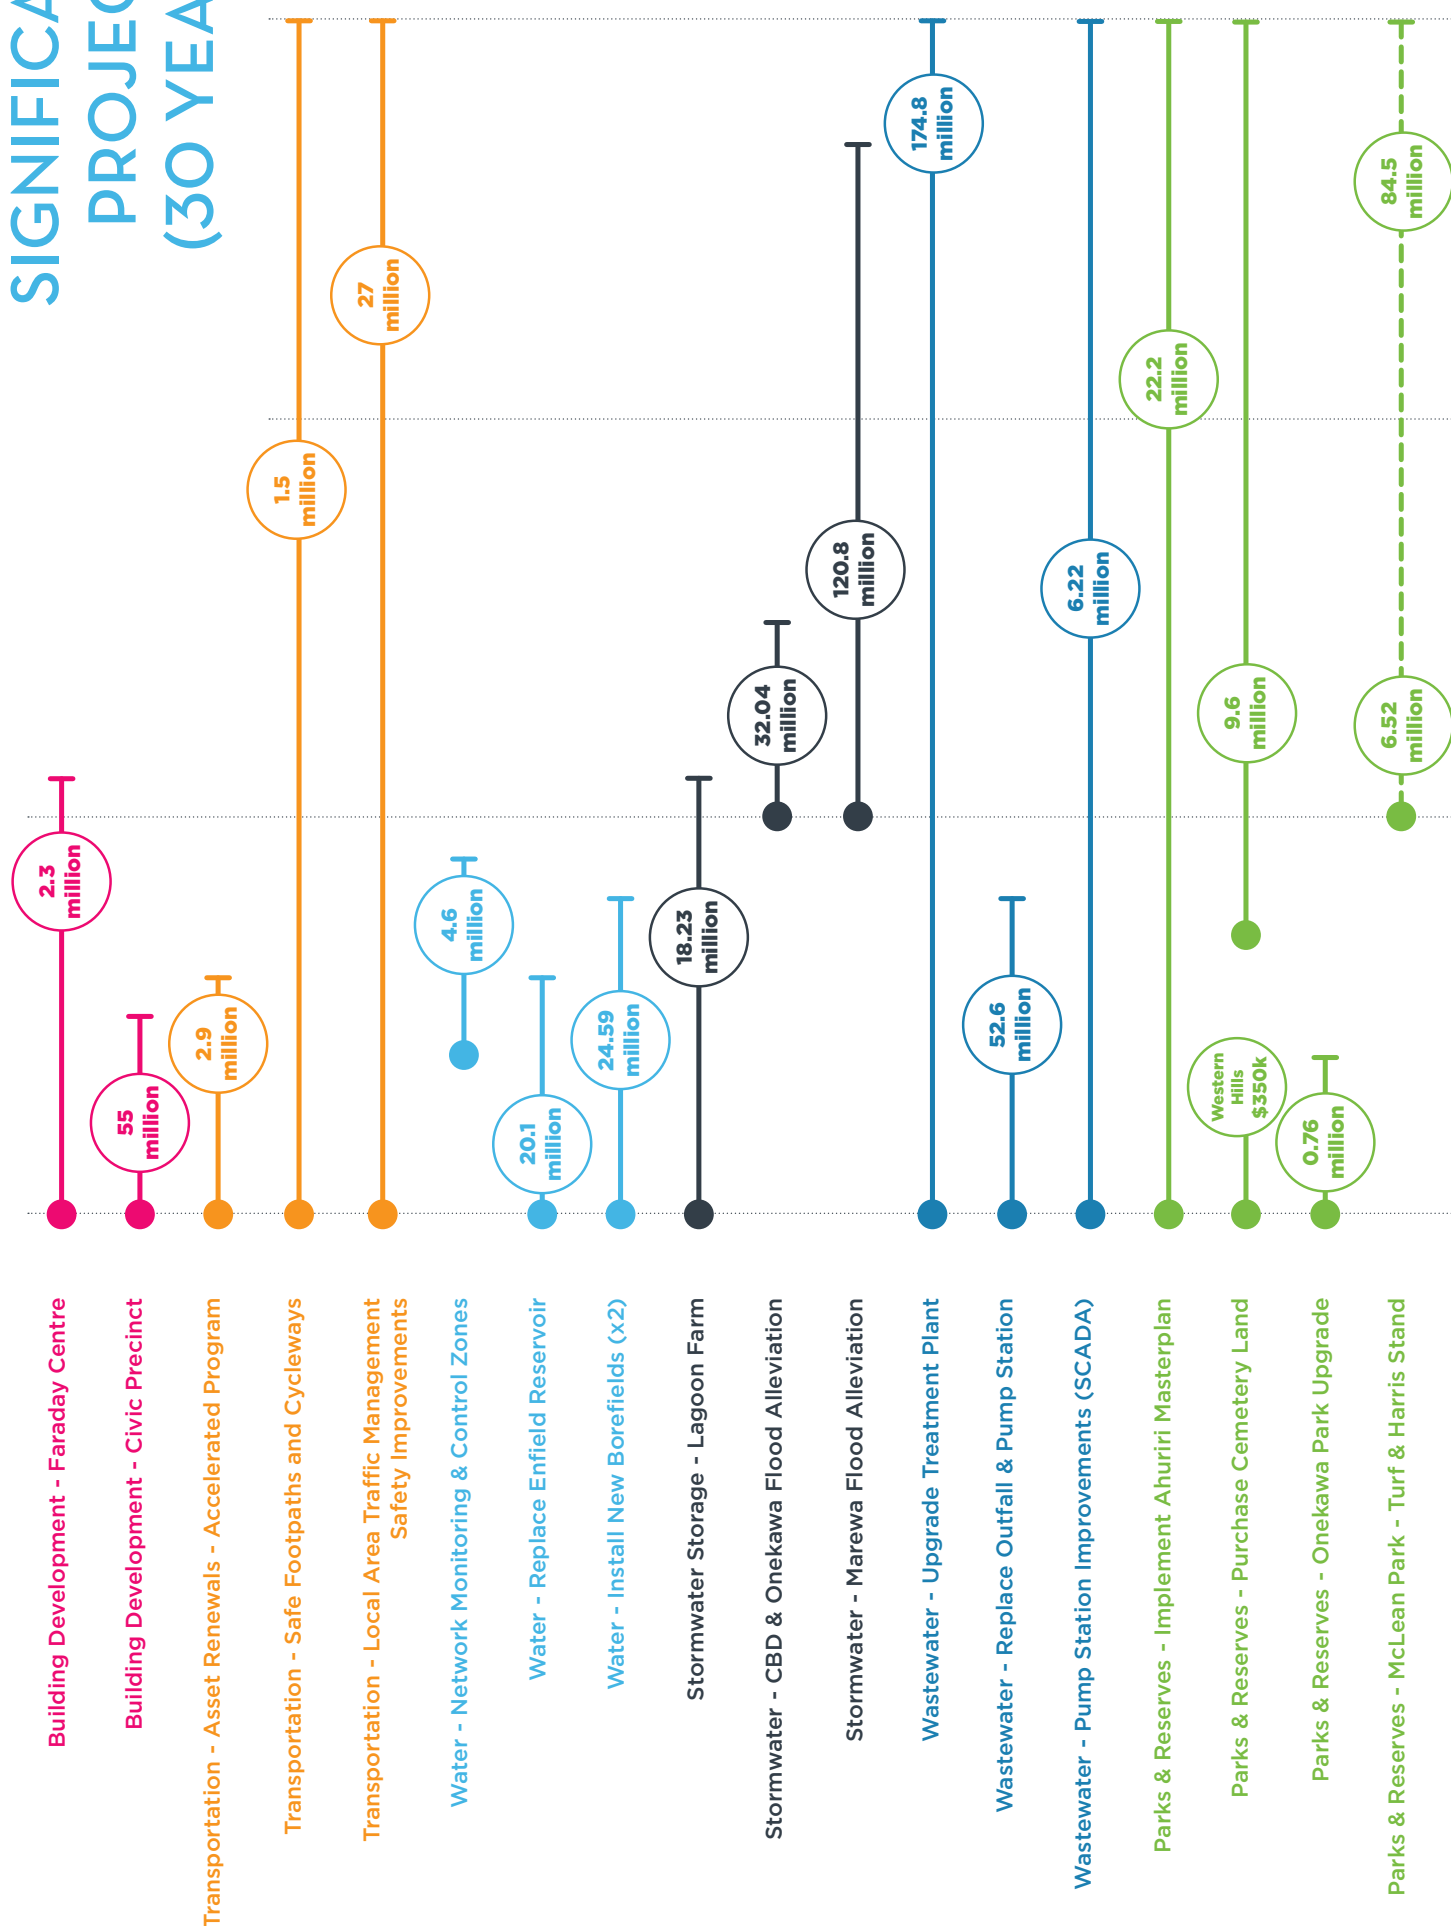 SIGNIFICA
PROJEC
(30 YEA
Building Development - Faraday Centre
2.3
million
Building Development - Civic Precinct
55
million
Transportation - Asset Renewals - Accelerated Program
2.9
million
Transportation - Safe Footpaths and Cycleways
1.5
million
Transportation - Local Area Traffic Management
Safety Improvements
27
million
Water - Network Monitoring & Control Zones
4.6
million
Water - Replace Enfield Reservoir
20.1
million
Water - Install New Borefields (x2)
24.59
million
Stormwater Storage - Lagoon Farm
18.23
million
Stormwater - CBD & Onekawa Flood Alleviation
32.04
million
Stormwater - Marewa Flood Alleviation
120.8
million
Wastewater - Upgrade Treatment Plant
174.8
million
Wastewater - Replace Outfall & Pump Station
52.6
million
Wastewater - Pump Station Improvements (SCADA)
6.22
million
Parks & Reserves - Implement Ahuriri Masterplan
22.2
million
Parks & Reserves - Purchase Cemetery Land
Western
Hills
$350k
9.6
million
Parks & Reserves - Onekawa Park Upgrade
0.76
million
Parks & Reserves - McLean Park - Turf & Harris Stand
6.52
million
84.5
million